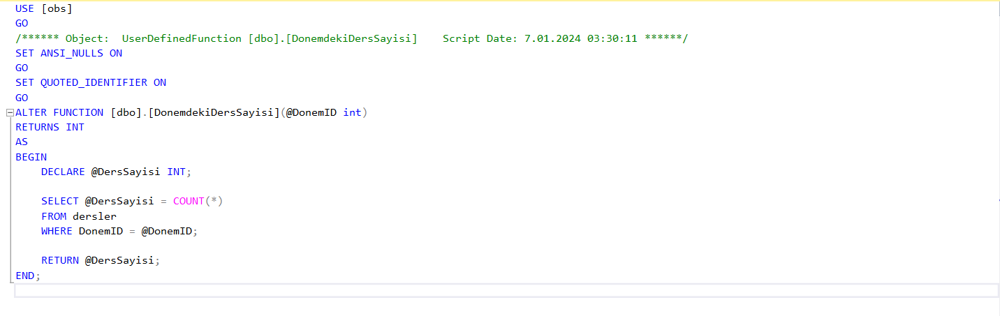 USE [obs]
GO
/****** Object:  UserDefinedFunction [dbo].[DonemdekiDersSayisi]    Script Date: 7.01.2024 03:30:11 ******/
SET ANSI_NULLS ON
GO
SET QUOTED_IDENTIFIER ON
GO
ALTER FUNCTION [dbo].[DonemdekiDersSayisi](@DonemID int)
RETURNS INT
AS
BEGIN
    DECLARE @DersSayisi INT;
    SELECT @DersSayisi = COUNT(*)
    FROM dersler
    WHERE DonemID = @DonemID;
    RETURN @DersSayisi;
END;